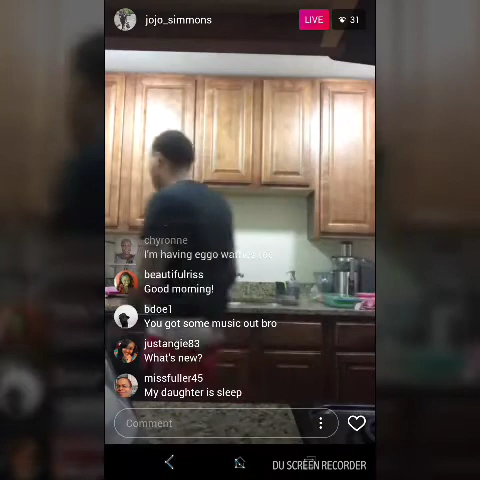 jojo_simmons
LIVE
31
chyronne
I'm having eggo
beautifulriss
Good morning!
bdoe1
You got some music out bro
justangie83
What's new?
missfuller45
My daughter is sleep
Comment
DU SCREEN RECORDER